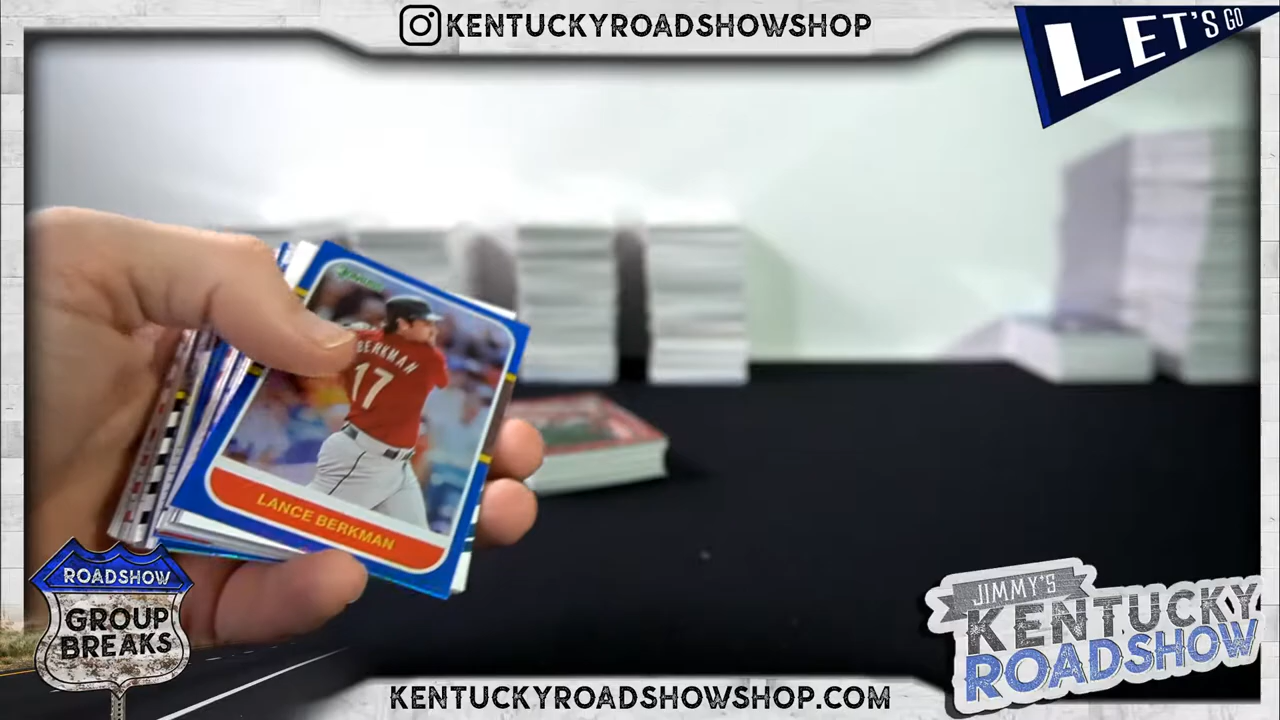 KENTUCKYROADSHOWSHOP
LET'S GO
BERKMAN
17
LANCE BERKMAN
ROADSHOW
GROUP
BREAKS
JIMMY'S
KENTUCKY
ROADSHOW
KENTUCKYROADSHOWSHOP.COM